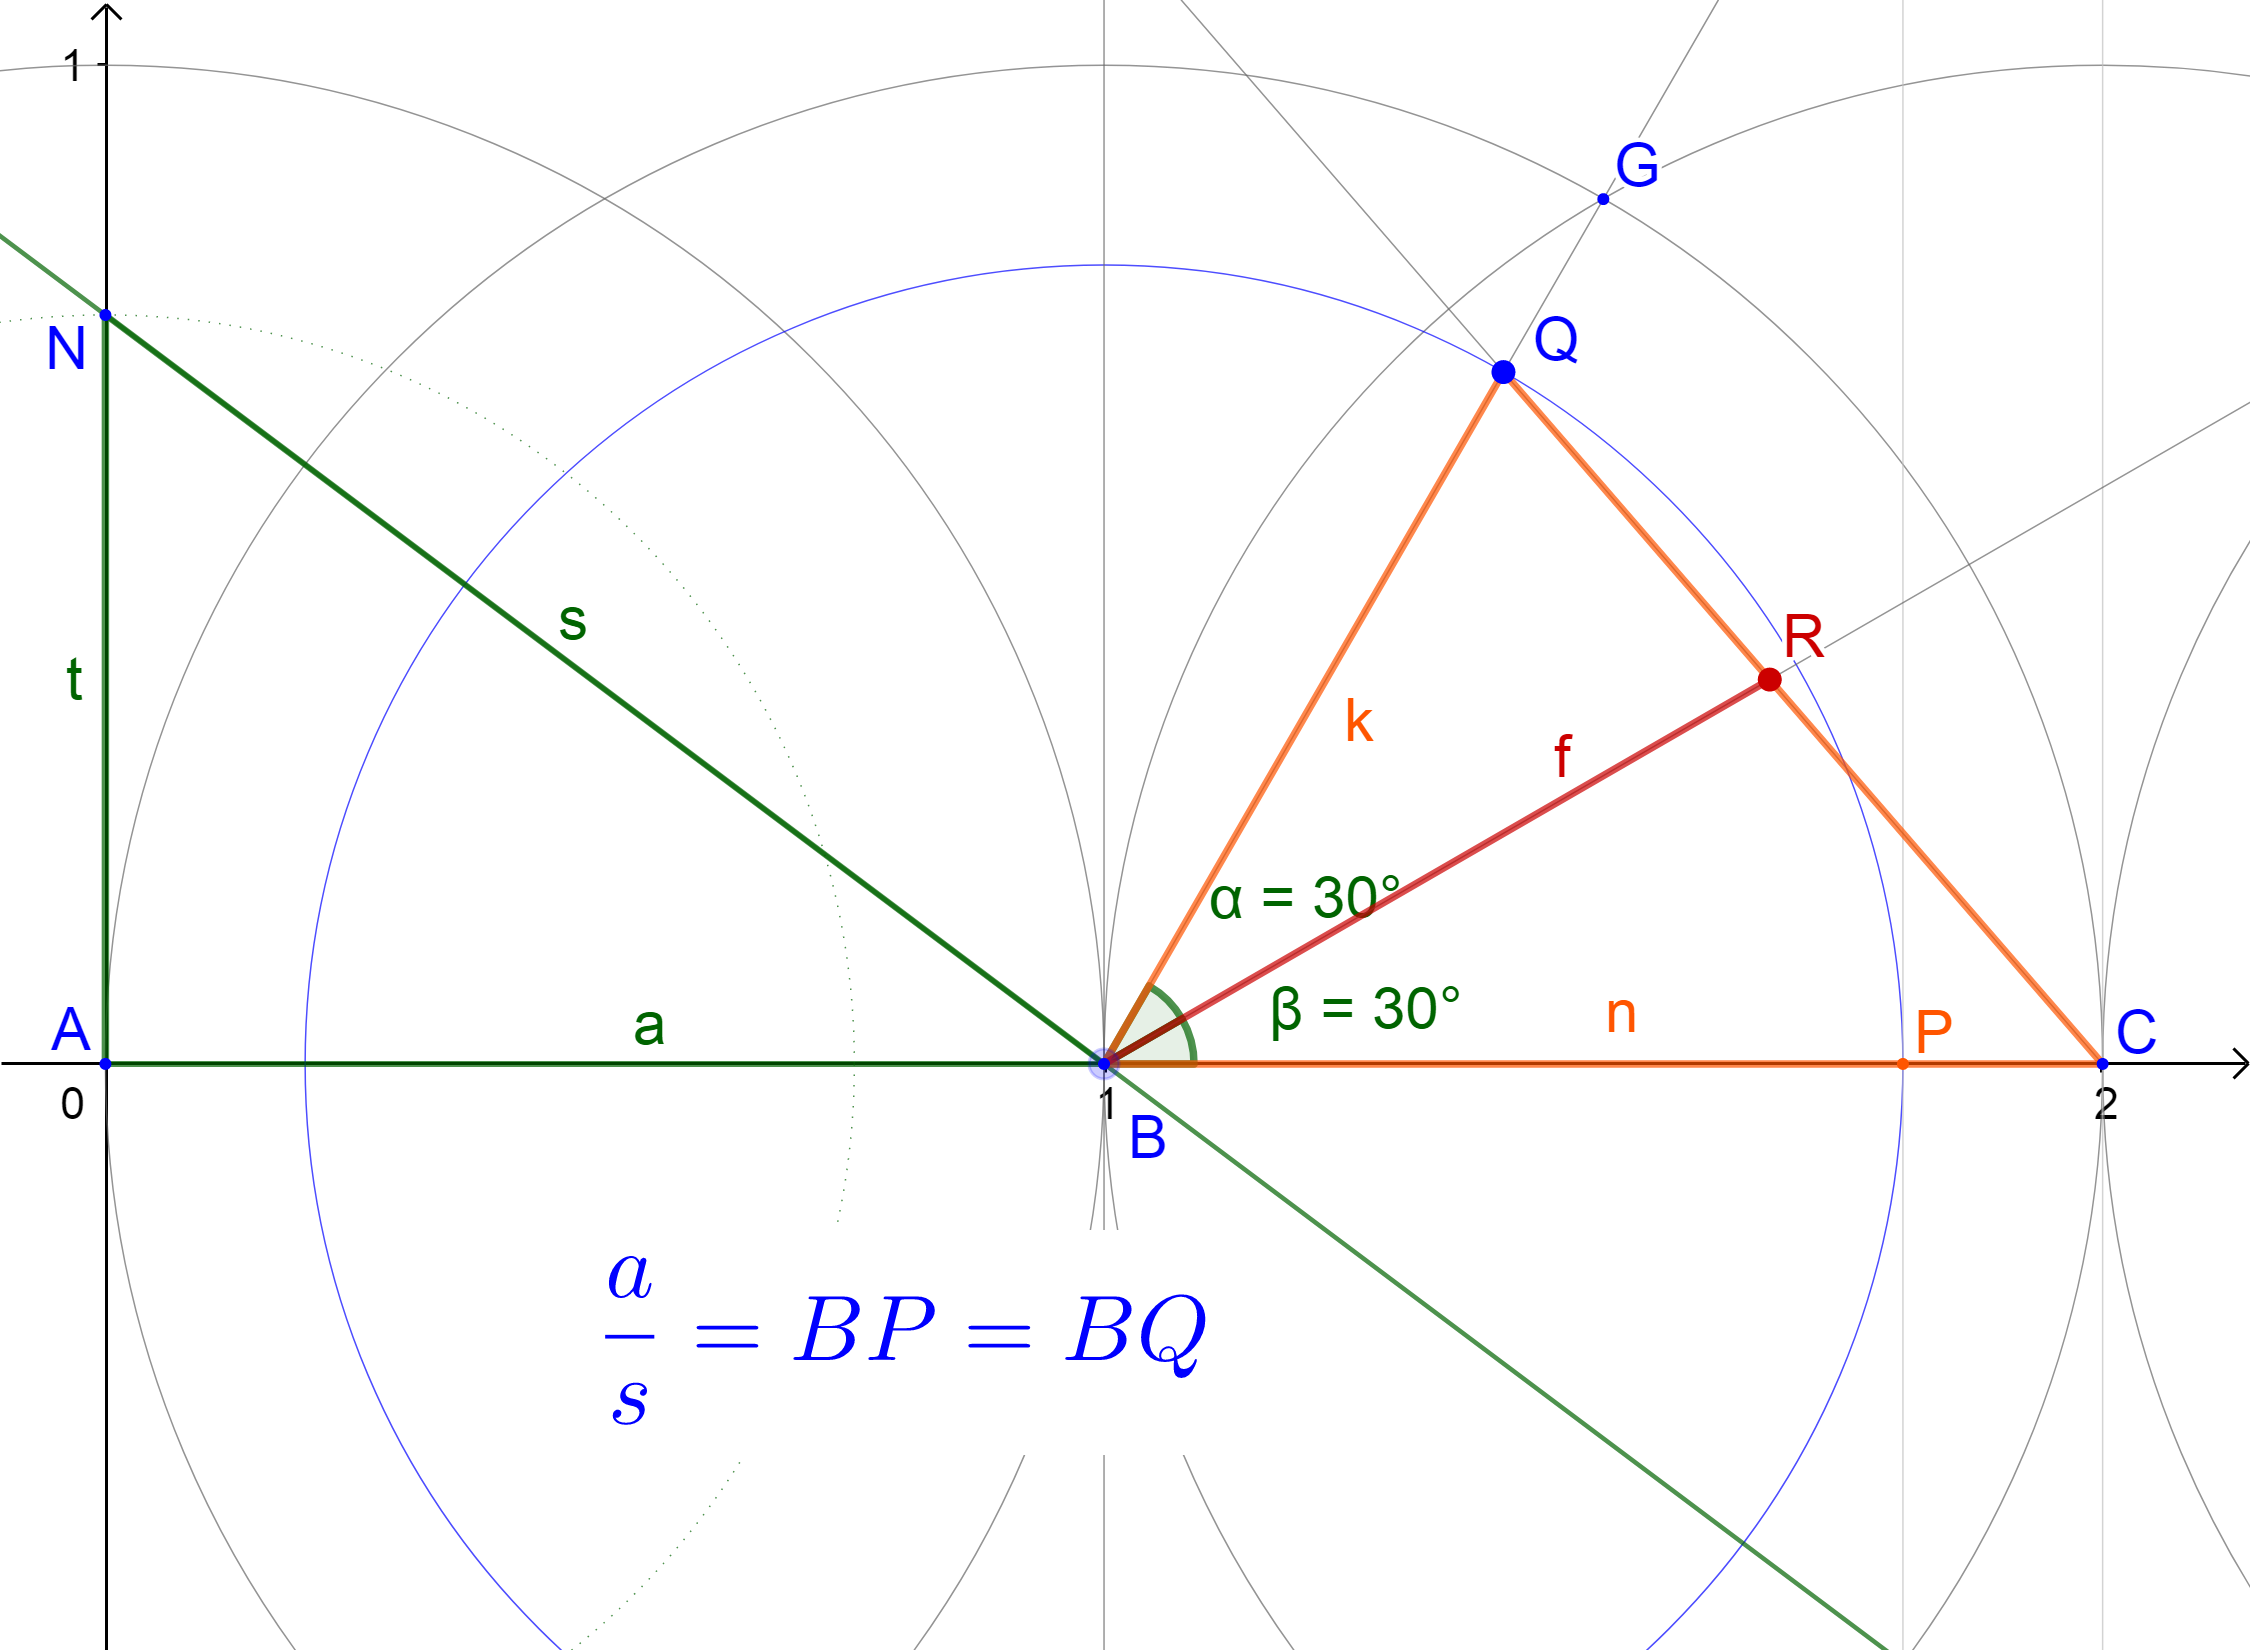 1
G
Q
N
s
R
t
k
f
α = 30°
β = 30°
n
A
a
P
C
0
1
2
B
a/s = BP = BQ